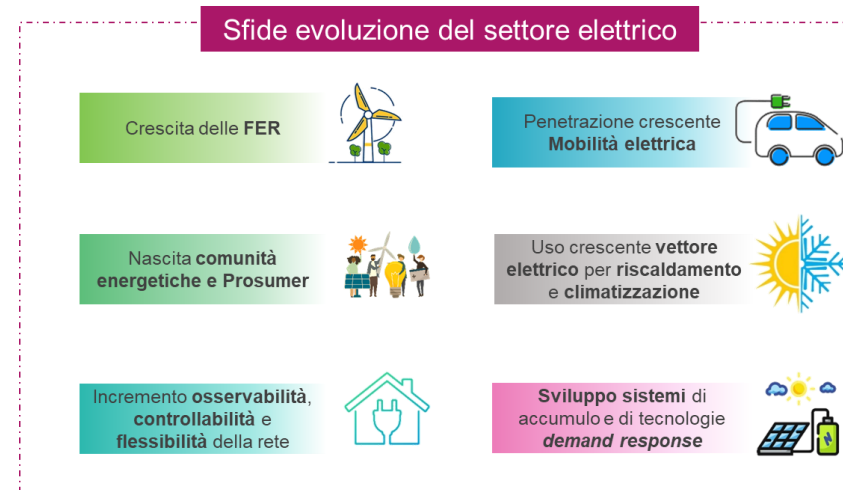 Sfide evoluzione del settore elettrico
Crescita delle FER
Penetrazione crescente
Mobilità elettrica
Nascita comunità
energetiche e Prosumer
Uso crescente vettore
elettrico per riscaldamento
e climatizzazione
Incremento osservabilità,
controllabilità e
flessibilità della rete
Sviluppo sistemi di
accumulo e di tecnologie
demand response